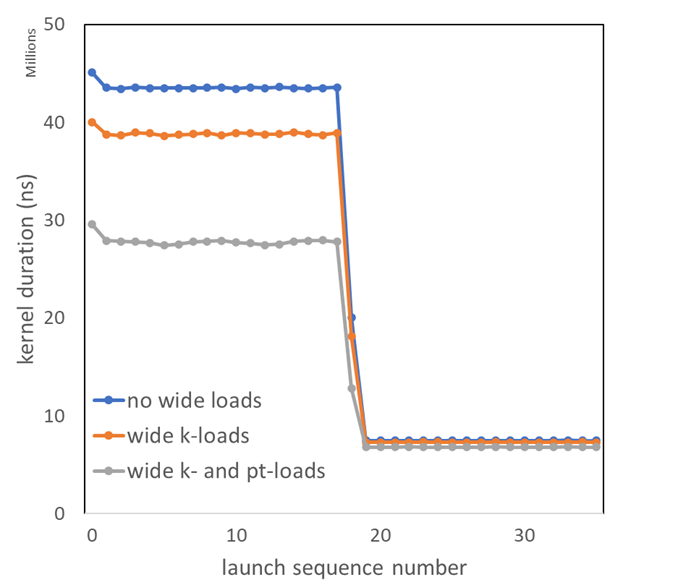 Millions
50
40
30
20
10
0
kernel duration (ns)
no wide loads
wide k-loads
wide k- and pt-loads
0 10 20 30
launch sequence number